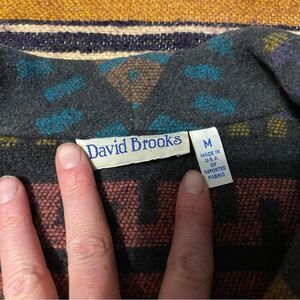 David Brooks
M
MADE IN
U.S.A.
OF
IMPORTED
FABRIC